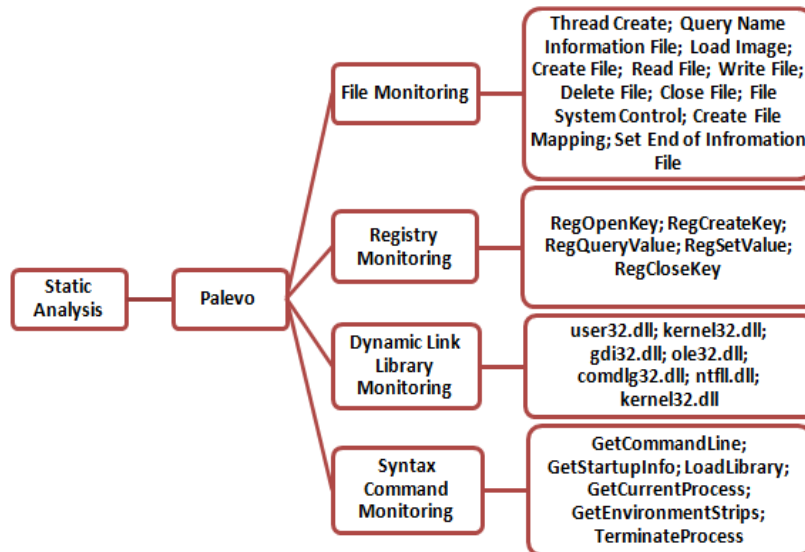 Static
Analysis
Palevo
File Monitoring
Thread Create; Query Name
Information File; Load Image;
Create File; Read File; Write File;
Delete File; Close File; File
System Control; Create File
Mapping; Set End of Infromation
File
Registry
Monitoring
RegOpenKey; RegCreateKey;
RegQueryValue; RegSetValue;
RegCloseKey
Dynamic Link
Library
Monitoring
user32.dll; kernel32.dll;
gdi32.dll; ole32.dll;
comdlg32.dll; ntfll.dll;
kernel32.dll
Syntax
Command
Monitoring
GetCommandLine;
GetStartupInfo; LoadLibrary;
GetCurrentProcess;
GetEnvironmentStrips;
TerminateProcess